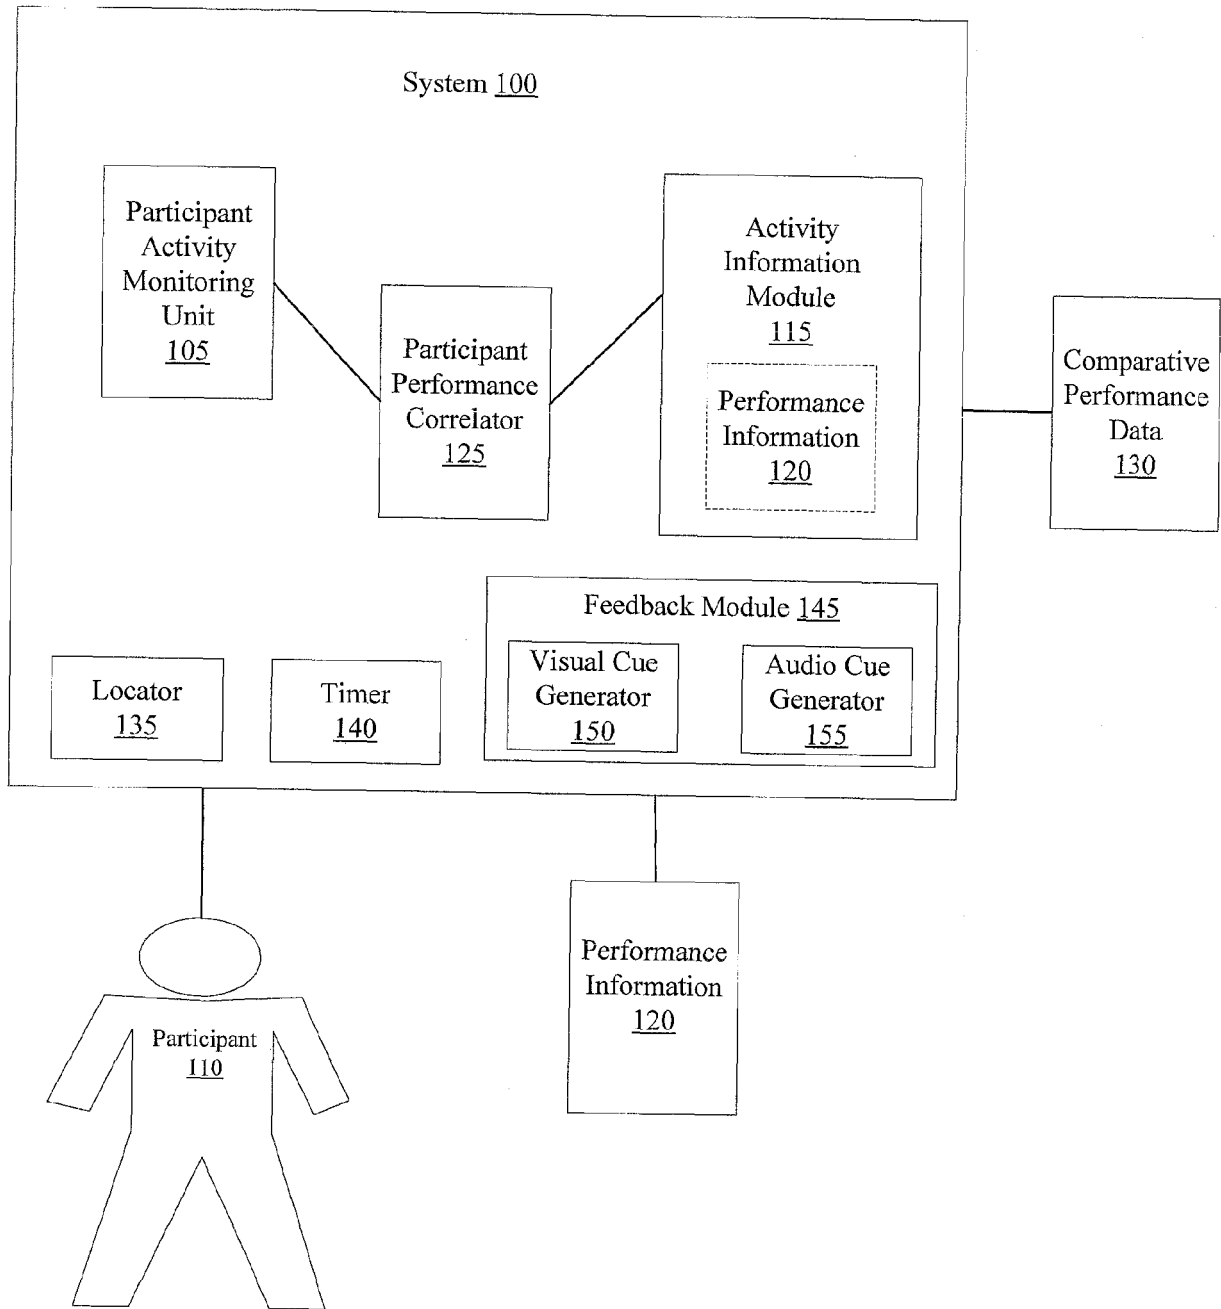 System 100
Participant
Activity
Monitoring
Unit
105
Participant
Performance
Correlator
125
Activity
Information
Module
115
Performance
Information
120
Comparative
Performance
Data
130
Locator
135
Timer
140
Feedback Module 145
Visual Cue
Generator
150
Audio Cue
Generator
155
Participant
110
Performance
Information
120